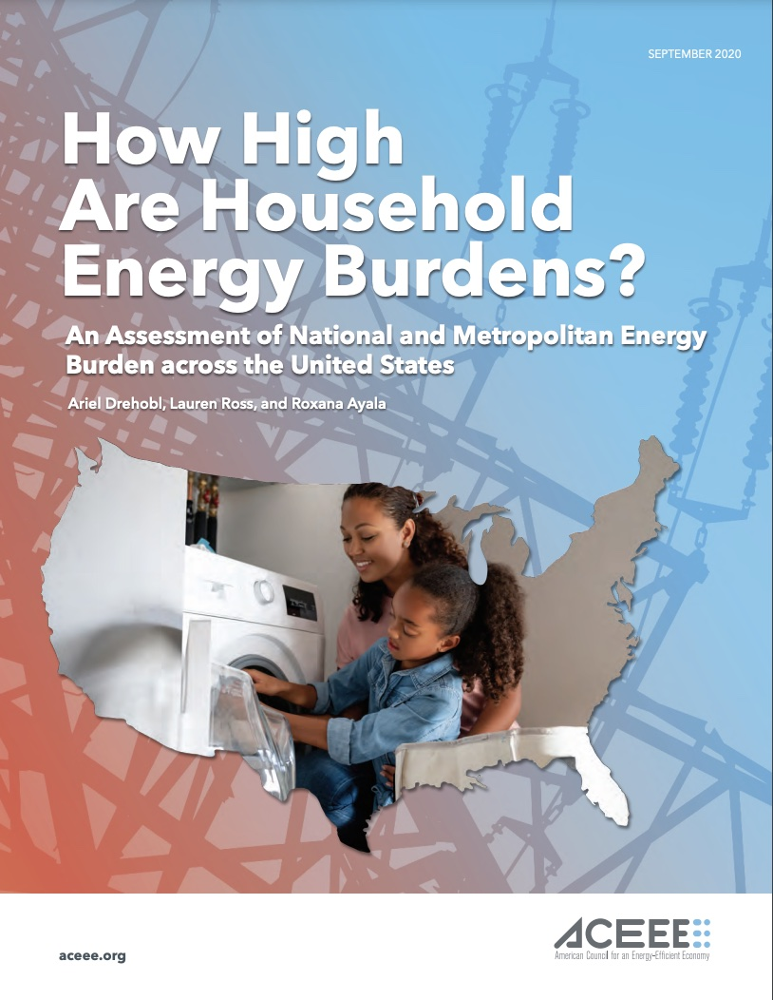 SEPTEMBER 2020
How High
Are Household
Energy Burdens?
An Assessment of National and Metropolitan Energy
Burden across the United States
Ariel Drehobl, Lauren Ross, and Roxana Ayala
aceee.org
ACEEE
American Council for an Energy-Efficient Economy